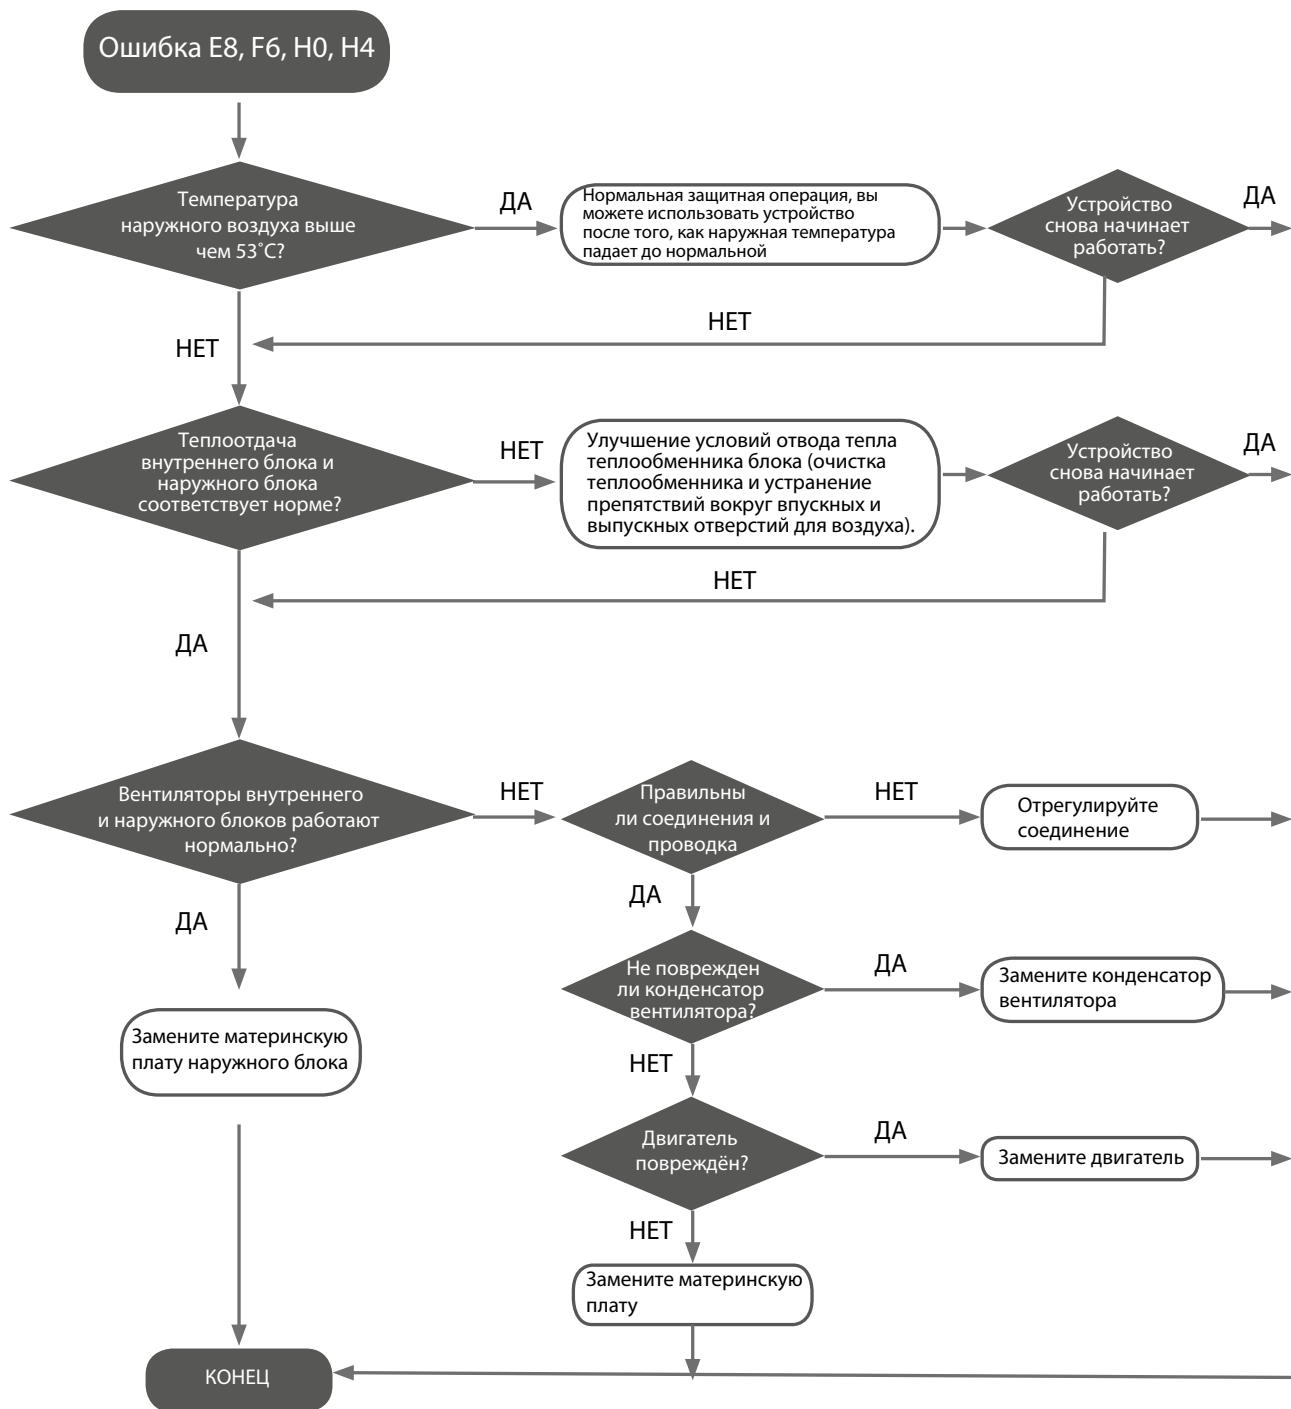 Ошибка E8, F6, H0, H4
Температура
наружного воздуха выше
чем 53˚C?
ДА
Нормальная защитная операция, вы
можете использовать устройство
после того, как наружная температура
падает до нормальной
Устройство
снова начинает
работать?
ДА
НЕТ
НЕТ
Теплоотдача
внутреннего блока и
наружного блока
соответствует норме?
НЕТ
Улучшение условий отвода тепла
теплообменника блока (очистка
теплообменника и устранение
препятствий вокруг впускных и
выпускных отверстий для воздуха).
Устройство
снова начинает
работать?
ДА
НЕТ
ДА
Вентиляторы внутреннего
и наружного блоков работают
нормально?
НЕТ
Правильны
ли соединения и
проводка
НЕТ
Отрегулируйте
соединение
ДА
ДА
Не поврежден
ли конденсатор
вентилятора?
ДА
Замените конденсатор
вентилятора
Замените материнскую
плату наружного блока
НЕТ
Двигатель
повреждён?
ДА
Замените двигатель
НЕТ
Замените материнскую
плату
КОНЕЦ